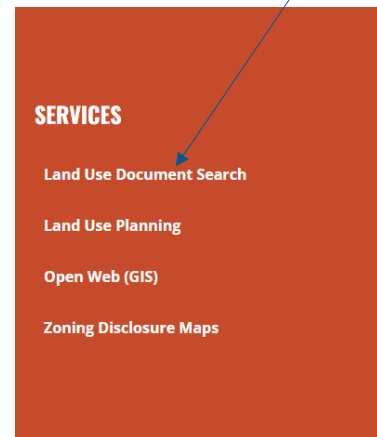 SERVICES
Land Use Document Search
Land Use Planning
Open Web (GIS)
Zoning Disclosure Maps